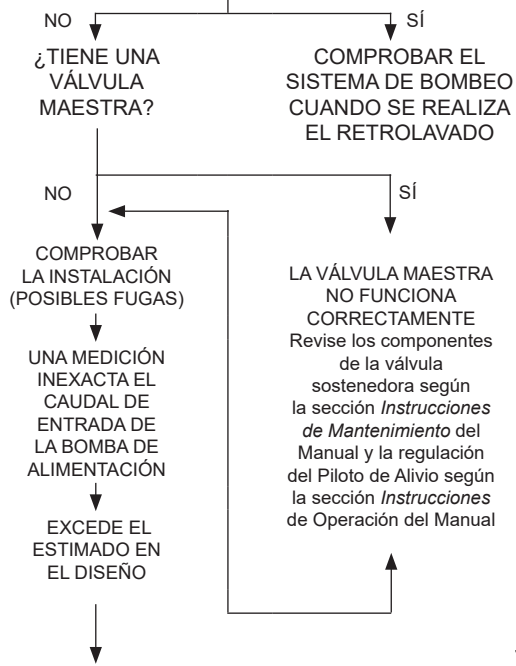 NO
SÍ
¿TIENE UNA
VÁLVULA
MAESTRA?
COMPROBAR EL
SISTEMA DE BOMBEO
CUANDO SE REALIZA
EL RETROLAVADO
NO
SÍ
COMPROBAR
LA INSTALACIÓN
(POSIBLES FUGAS)
UNA MEDICIÓN
INEXACTA EL
CAUDAL DE
ENTRADA DE
LA BOMBA DE
ALIMENTACIÓN
EXCEDE EL
ESTIMADO EN
EL DISEÑO
LA VÁLVULA MAESTRA
NO FUNCIONA
CORRECTAMENTE
Revise los componentes
de la válvula
sostenedora según
la sección Instrucciones
de Mantenimiento del
Manual y la regulación
del Piloto de Alivio según
la sección Instrucciones
de Operación del Manual